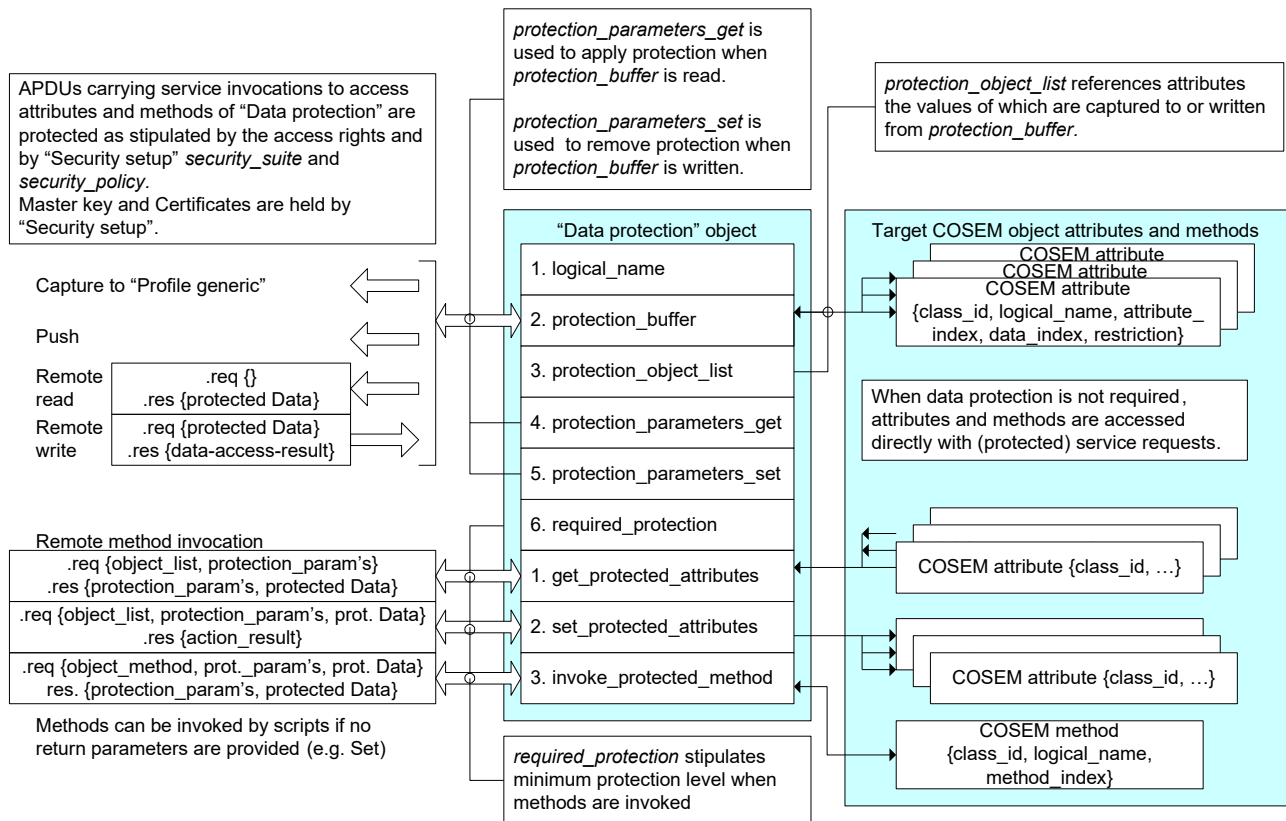 protection_parameters_get is
used to apply protection when
protection_buffer is read.
protection_parameters_set is
used to remove protection when
protection_buffer is written.
APDUs carrying service invocations to access
attributes and methods of “Data protection” are
protected as stipulated by the access rights and
by “Security setup” security_suite and
security_policy.
Master key and Certificates are held by
“Security setup”.
protection_object_list references attributes
the values of which are captured to or written
from protection_buffer.
Capture to “Profile generic”
Push
Remote
read
.req {}
.res {protected Data}
Remote
write
.req {protected Data}
.res {data-access-result}
Remote method invocation
.req {object_list, protection_param’s}
.res {protection_param’s, protected Data}
.req {object_list, protection_param’s, prot. Data}
.res {action_result}
.req {object_method, prot._param’s, prot. Data}
res. {protection_param’s, protected Data}
Methods can be invoked by scripts if no
return parameters are provided (e.g. Set)
“Data protection” object
1. logical_name
2. protection_buffer
3. protection_object_list
4. protection_parameters_get
5. protection_parameters_set
6. required_protection
1. get_protected_attributes
2. set_protected_attributes
3. invoke_protected_method
required_protection stipulates
minimum protection level when
methods are invoked
Target COSEM object attributes and methods
COSEM attribute
COSEM attribute
COSEM attribute
{class_id, logical_name, attribute_
index, data_index, restriction}
When data protection is not required,
attributes and methods are accessed
directly with (protected) service requests.
COSEM attribute {class_id, …}
COSEM attribute {class_id, …}
COSEM method
{class_id, logical_name,
method_index}